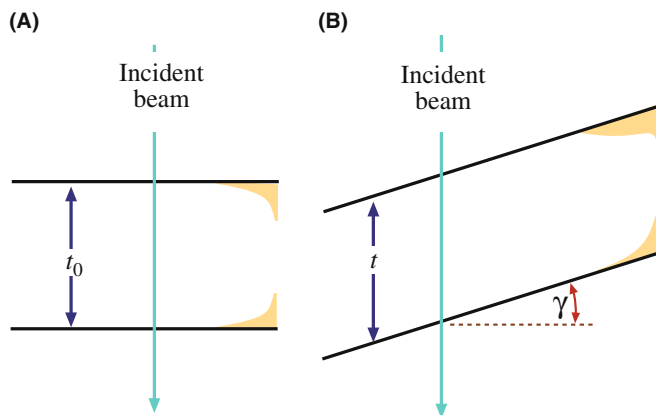 (A)
Incident
beam
t₀
(B)
Incident
beam
t
γ